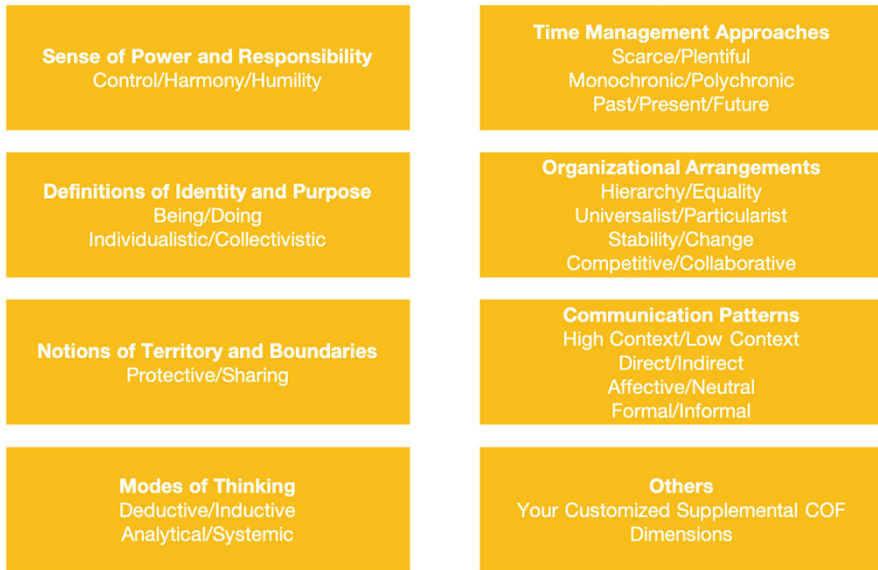 Sense of Power and Responsibility
Control/Harmony/Humility
Definitions of Identity and Purpose
Being/Doing
Individualistic/Collectivistic
Notions of Territory and Boundaries
Protective/Sharing
Modes of Thinking
Deductive/Inductive
Analytical/Systemic
Time Management Approaches
Scarce/Plentiful
Monochronic/Polychronic
Past/Present/Future
Organizational Arrangements
Hierarchy/Equality
Universalist/Particularist
Stability/Change
Competitive/Collaborative
Communication Patterns
High Context/Low Context
Direct/Indirect
Affective/Neutral
Formal/Informal
Others
Your Customized Supplemental COF
Dimensions